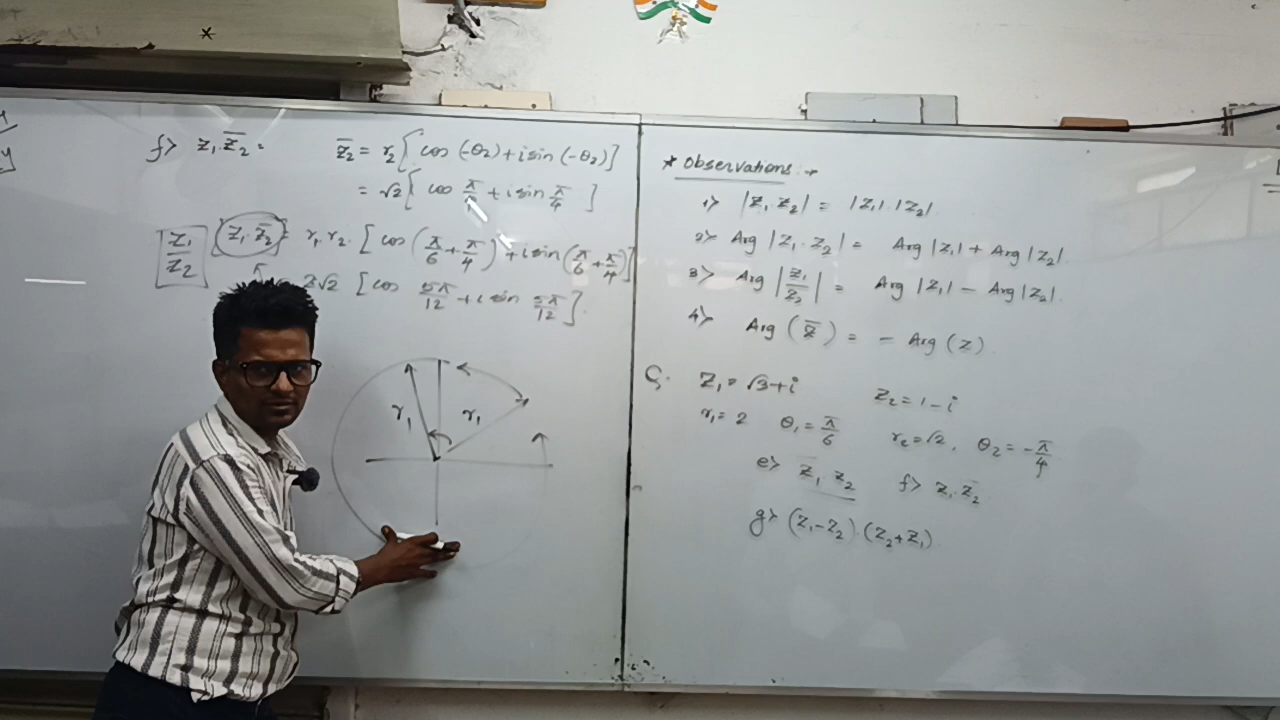 y
f> z₁.z̅₂ =
z̅₂ = r₂[cos (-θ₂) + i sin (-θ₂)]
= √2[cos π/4 + i sin π/4]
z₁/z₂
z₁.z̅₂ = r₁.r₂ [cos (π/6 + π/4) + i sin (π/6 + π/4)]
2√2 [cos 5π/12 + i sin 5π/12].
r₁ r₁
* Observations :→
1> |z₁ z₂| = |z₁|.|z₂|.
2> Arg |z₁.z₂| = Arg |z₁| + Arg |z₂|.
3> Arg |z₁/z₂| = Arg |z₁| - Arg |z₂|.
4> Arg (z̅) = - Arg (z).
Q. z₁ = √3+i z₂ = 1-i
r₁ = 2 θ₁ = π/6 r₂ = √2, θ₂ = -π/4.
e> z̅₁ z₂ f> z₁.z̅₂
g> (z₁-z₂).(z₂+z₁).